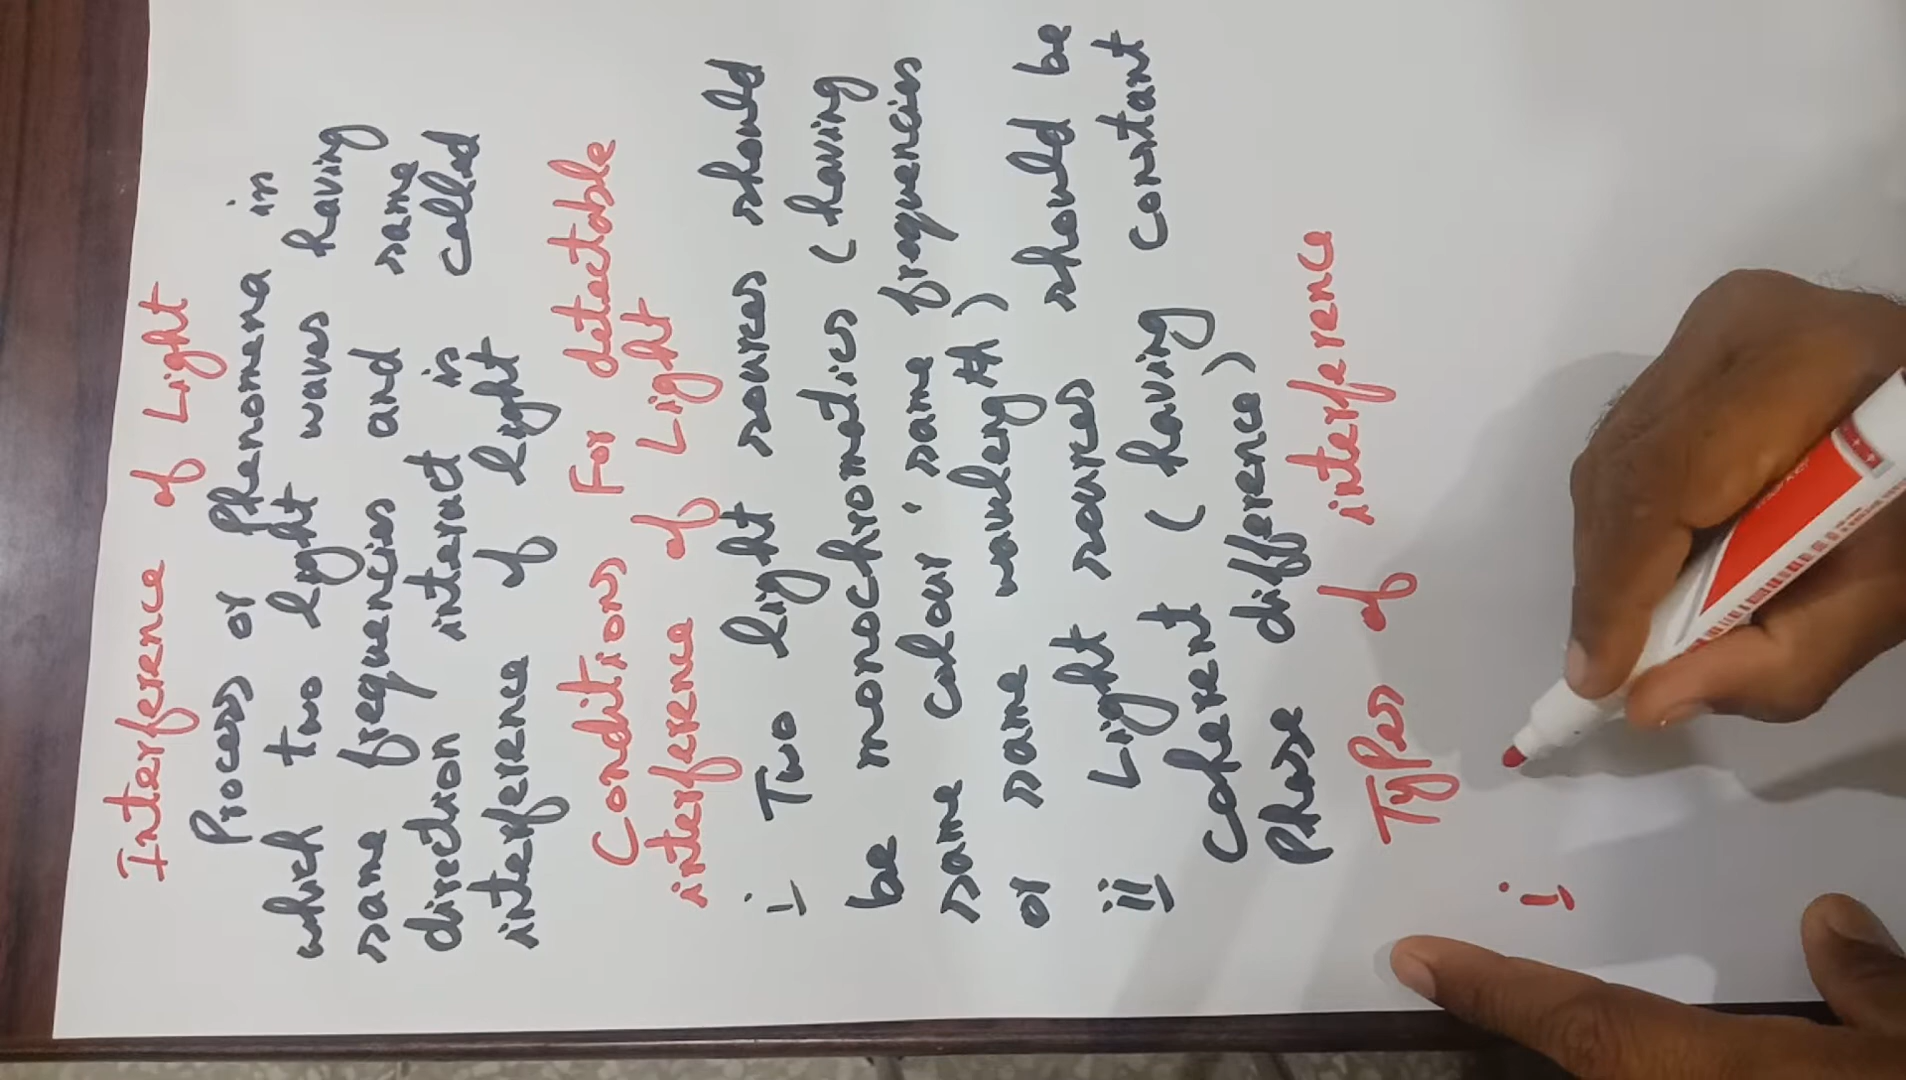 Interference of Light
Process or Phenomena in
which two light waves having
same frequencies and same
direction interact is called
interference of light
Conditions For detectable
interference of Light
i Two light sources should
be monochromatics (having
same colour, same frequencies
or same wavelength)
ii Light sources should be
coherent (having constant
Phase difference)
Types of interference
i